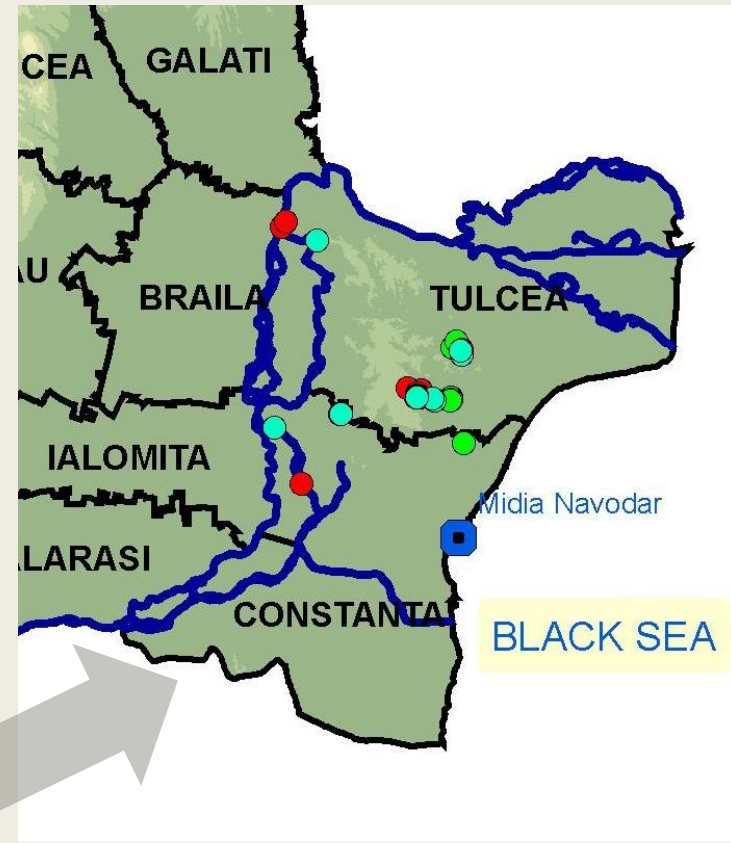 CEA
GALATI
AU
BRAILA
TULCEA
IALOMITA
Midia Navodar
LARASI
CONSTANTA
BLACK SEA